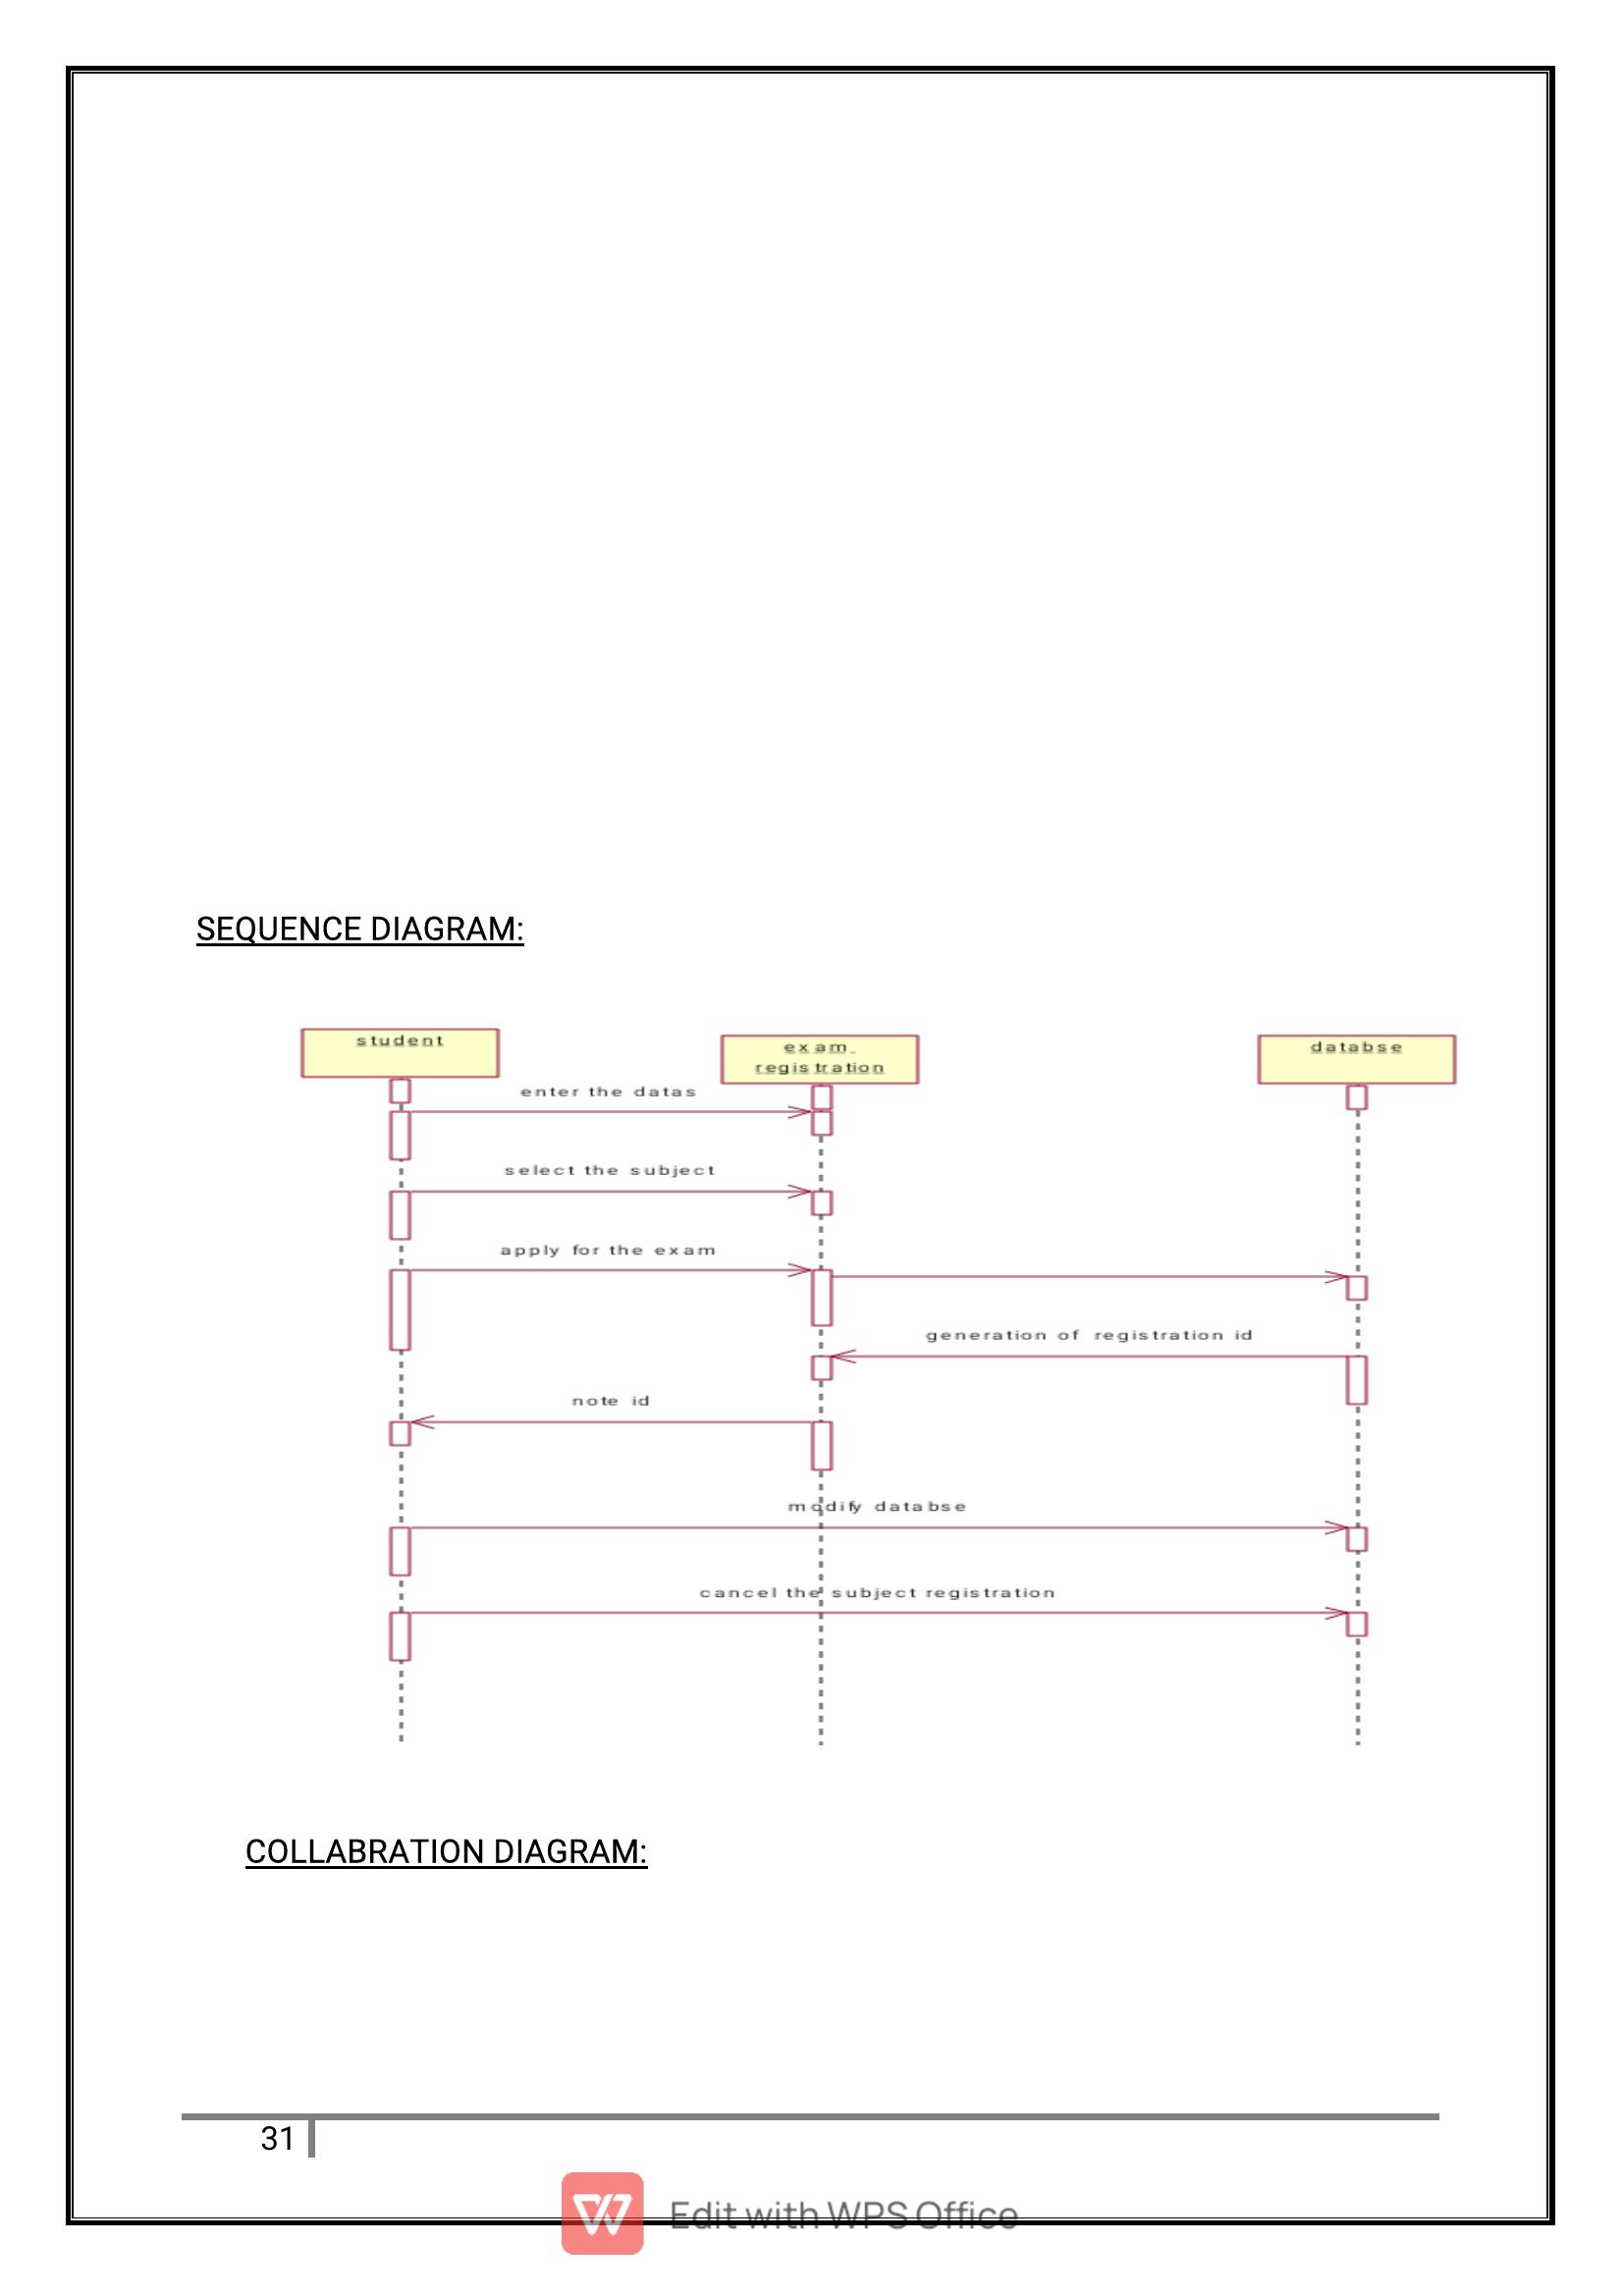 SEQUENCE DIAGRAM:
student
exam
registration
databse
enter the datas
select the subject
apply for the exam
generation of registration id
note id
modify databse
cancel the subject registration
COLLABRATION DIAGRAM:
31
Edit with WPS Office